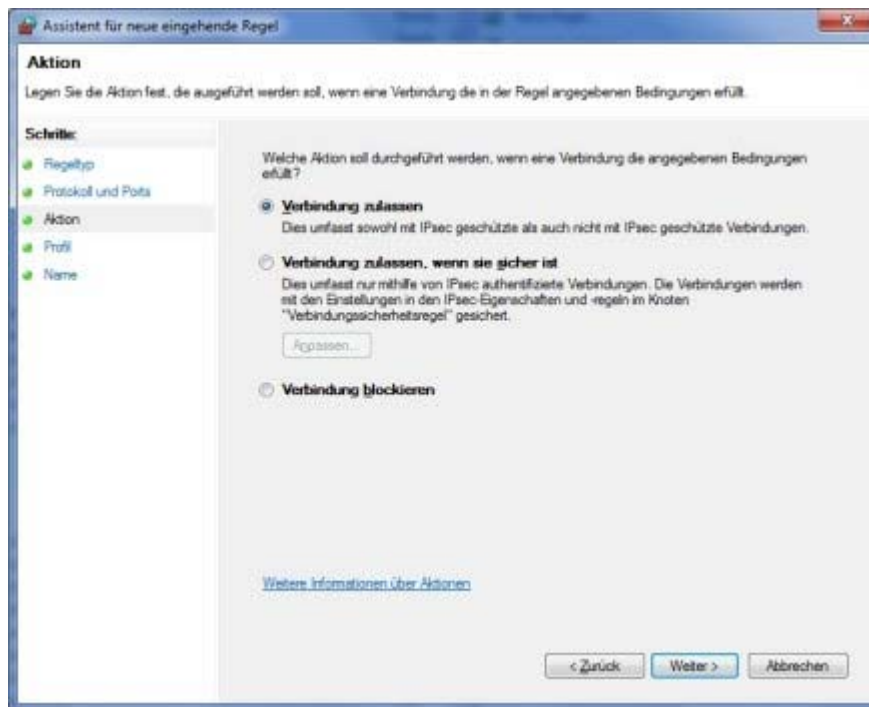 Assistent für neue eingehende Regel
Aktion
Legen Sie die Aktion fest, die ausgeführt werden soll, wenn eine Verbindung die in der Regel angegebenen Bedingungen erfüllt.
Schritte:
Regeltyp
Protokoll und Ports
Aktion
Profil
Name
Welche Aktion soll durchgeführt werden, wenn eine Verbindung die angegebenen Bedingungen
erfüllt?
Verbindung zulassen
Dies umfasst sowohl mit IPsec geschützte als auch nicht mit IPsec geschützte Verbindungen.
Verbindung zulassen, wenn sie sicher ist
Dies umfasst nur mithilfe von IPsec authentifizierte Verbindungen. Die Verbindungen werden
mit den Einstellungen in den IPsec-Eigenschaften und -regeln im Knoten
"Verbindungssicherheitsregel" gesichert.
Anpassen...
Verbindung blockieren
Weitere Informationen über Aktionen
< Zurück
Weiter >
Abbrechen